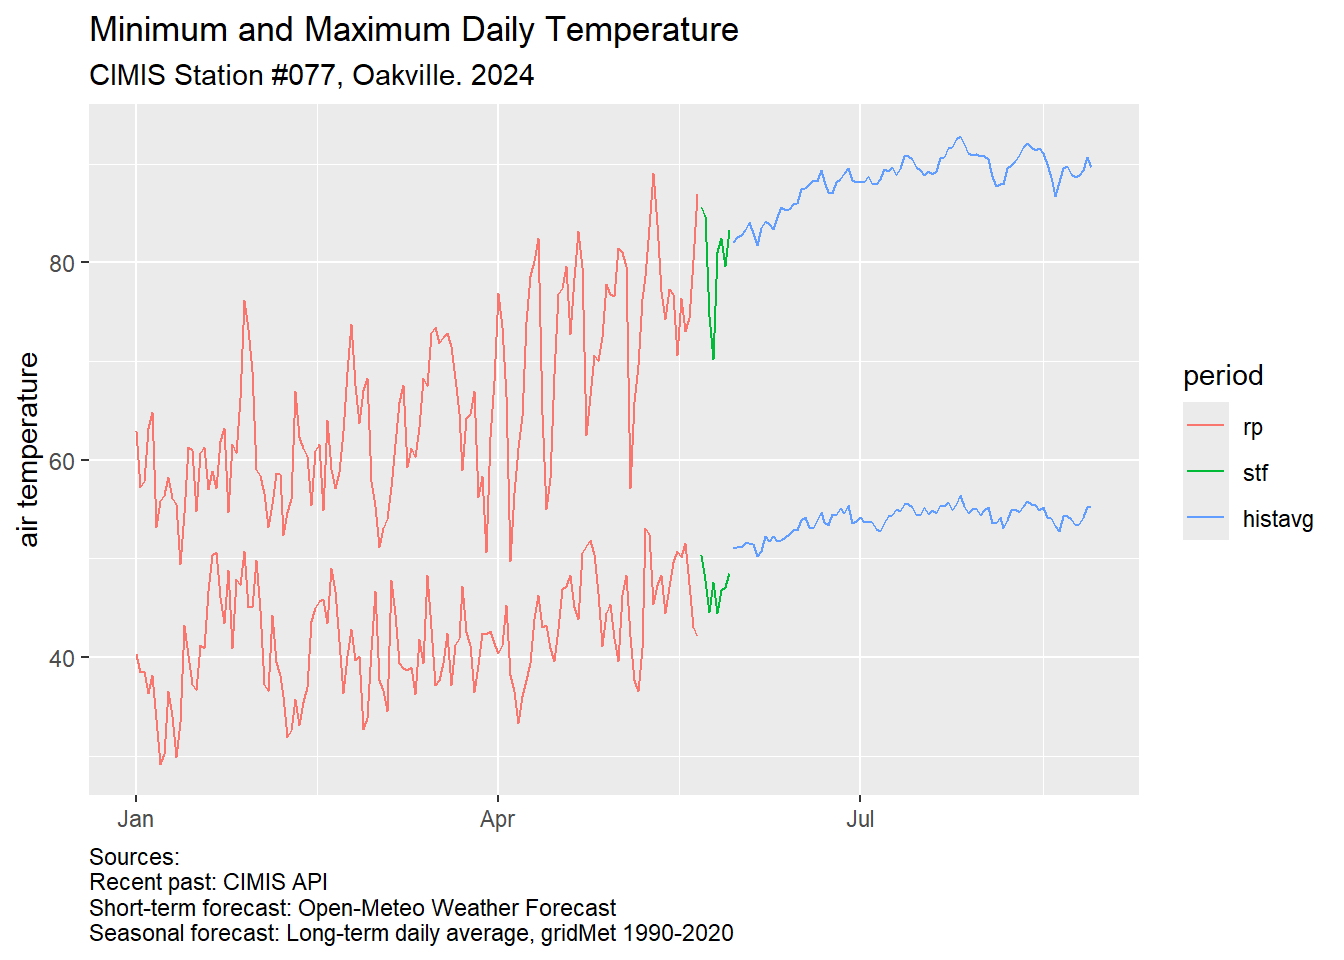 Minimum and Maximum Daily Temperature
CIMIS Station #077, Oakville. 2024
air temperature
80
60
40
Jan
Apr
Jul
period
rp
stf
histavg
Sources:
Recent past: CIMIS API
Short-term forecast: Open-Meteo Weather Forecast
Seasonal forecast: Long-term daily average, gridMet 1990-2020